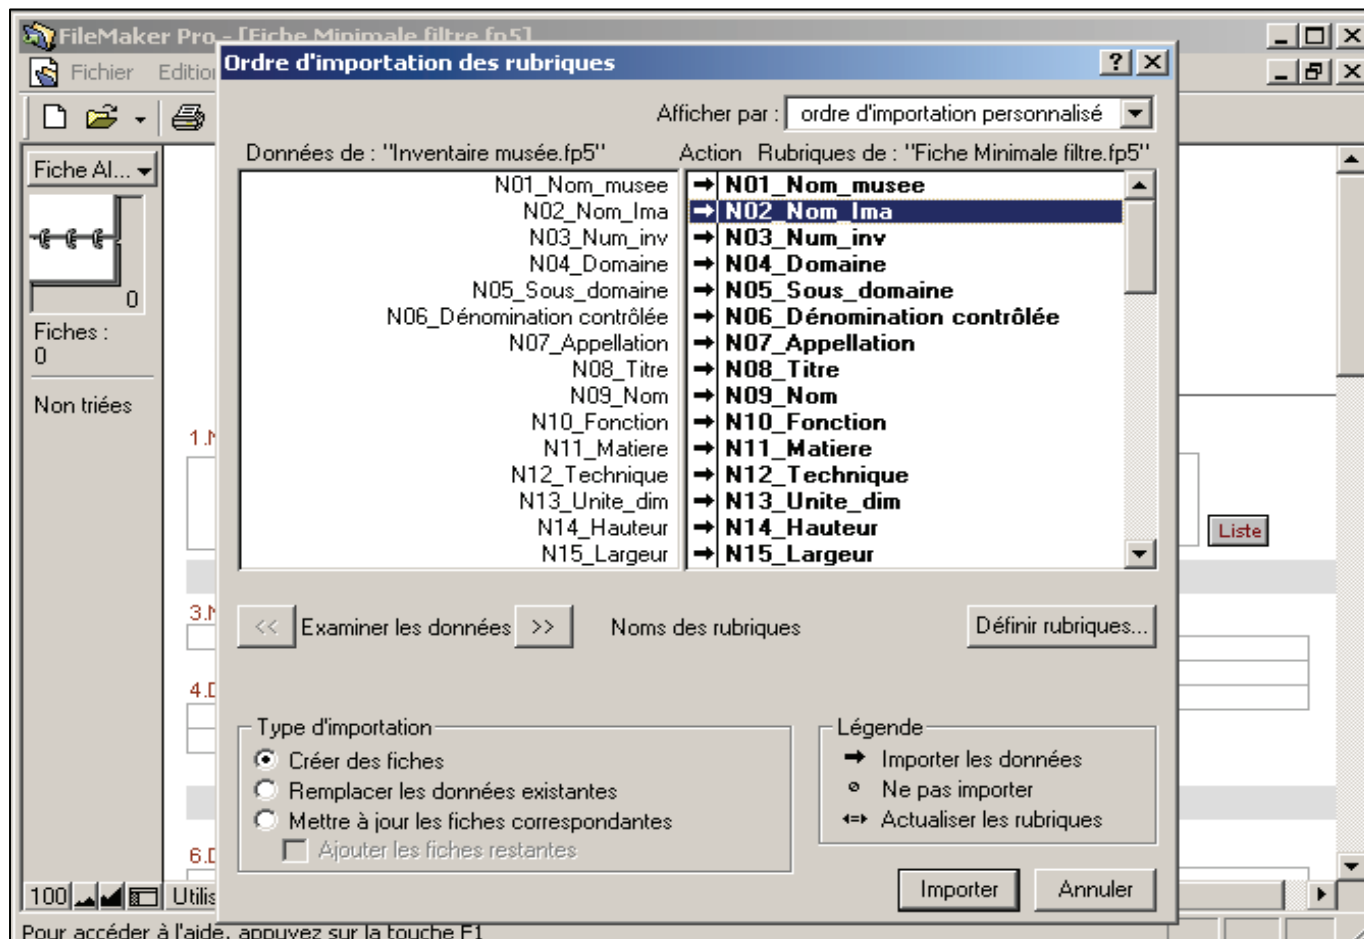 FileMaker Pro - [Fiche Minimale filtre.fp5]
Fichier Edition
Ordre d'importation des rubriques
Afficher par : ordre d'importation personnalisé
Données de : "Inventaire musée.fp5" Action Rubriques de : "Fiche Minimale filtre.fp5"
N01_Nom_musee → N01_Nom_musee
N02_Nom_Ima → N02_Nom_Ima
N03_Num_inv → N03_Num_inv
N04_Domaine → N04_Domaine
N05_Sous_domaine → N05_Sous_domaine
N06_Dénomination contrôlée → N06_Dénomination contrôlée
N07_Appellation → N07_Appellation
N08_Titre → N08_Titre
N09_Nom → N09_Nom
N10_Fonction → N10_Fonction
N11_Matiere → N11_Matiere
N12_Technique → N12_Technique
N13_Unite_dim → N13_Unite_dim
N14_Hauteur → N14_Hauteur
N15_Largeur → N15_Largeur
<< Examiner les données >> Noms des rubriques Définir rubriques...
Type d'importation
Créer des fiches
Remplacer les données existantes
Mettre à jour les fiches correspondantes
Ajouter les fiches restantes
Légende
→ Importer les données
Ne pas importer
Actualiser les rubriques
Importer Annuler
Fiche Al...
0
Fiches :
0
Non triées
1.
3.
4.
6.
Liste
100 Utilis
Pour accéder à l'aide, appuyez sur la touche F1